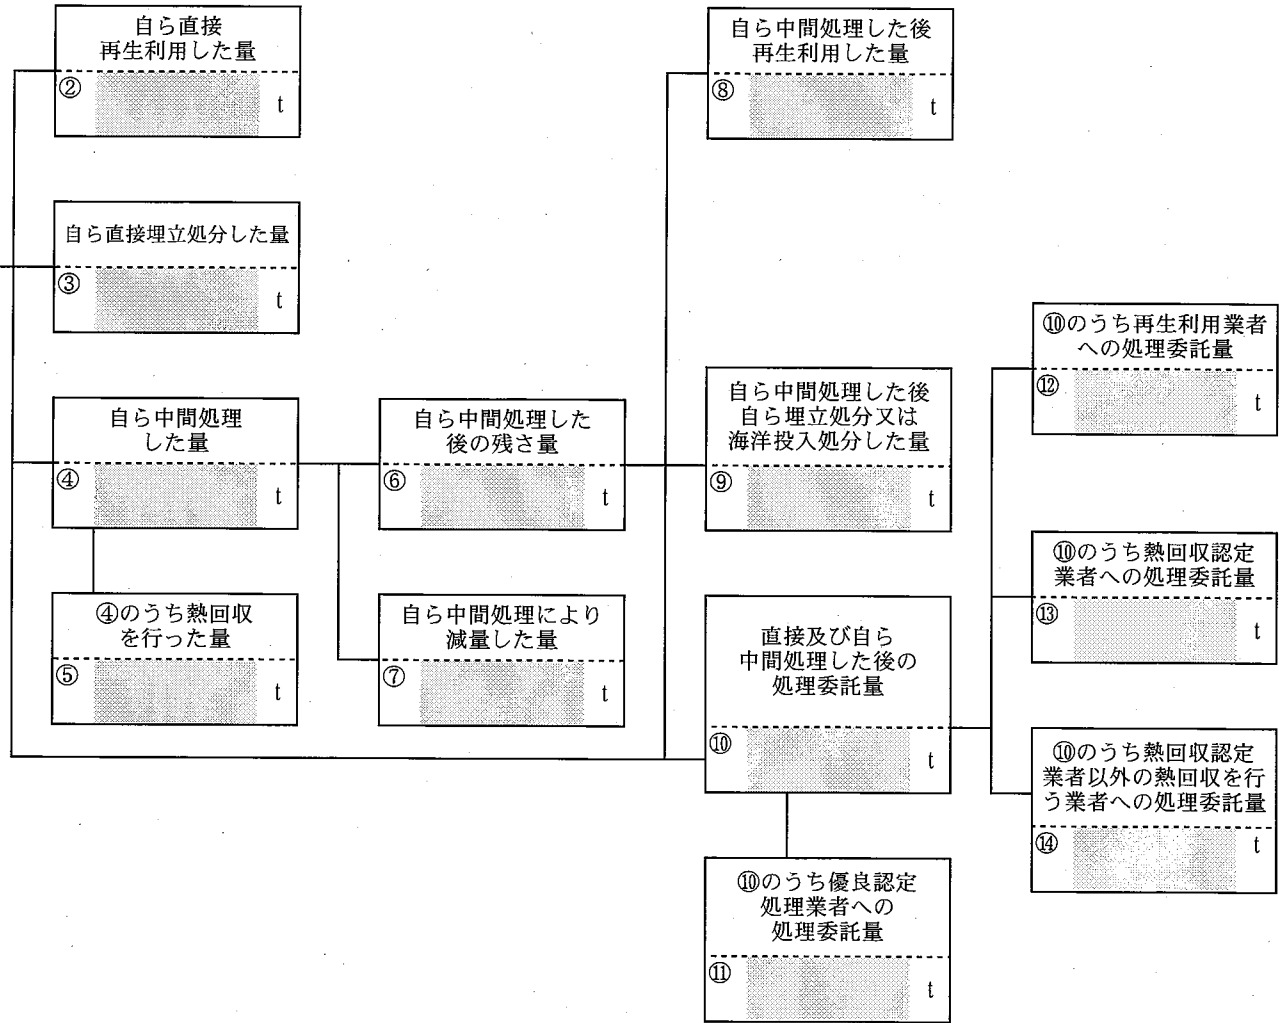 自ら直接
再生利用した量
②
t
自ら直接埋立処分した量
③
t
自ら中間処理
した量
④
t
④のうち熱回収
を行った量
⑤
t
自ら中間処理した
後の残さ量
⑥
t
自ら中間処理により
減量した量
⑦
t
自ら中間処理した後
再生利用した量
⑧
t
自ら中間処理した後
自ら埋立処分又は
海洋投入処分した量
⑨
t
直接及び自ら
中間処理した後の
処理委託量
⑩
t
⑩のうち優良認定
処理業者への
処理委託量
⑪
t
⑩のうち再生利用業者
への処理委託量
⑫
t
⑩のうち熱回収認定
業者への処理委託量
⑬
t
⑩のうち熱回収認定
業者以外の熱回収を行
う業者への処理委託量
⑭
t